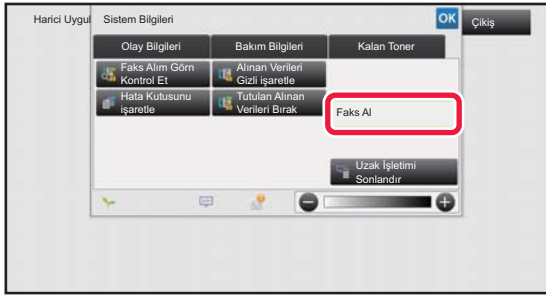 Harici Uygul
Sistem Bilgileri
OK
Çikiş
Olay Bilgileri
Bakım Bilgileri
Kalan Toner
Faks Alım Görn
Kontrol Et
Alınan Verileri
Gizli işaretle
Hata Kutusunu
işaretle
Tutulan Alınan
Verileri Bırak
Faks Al
Uzak İşletimi
Sonlandır